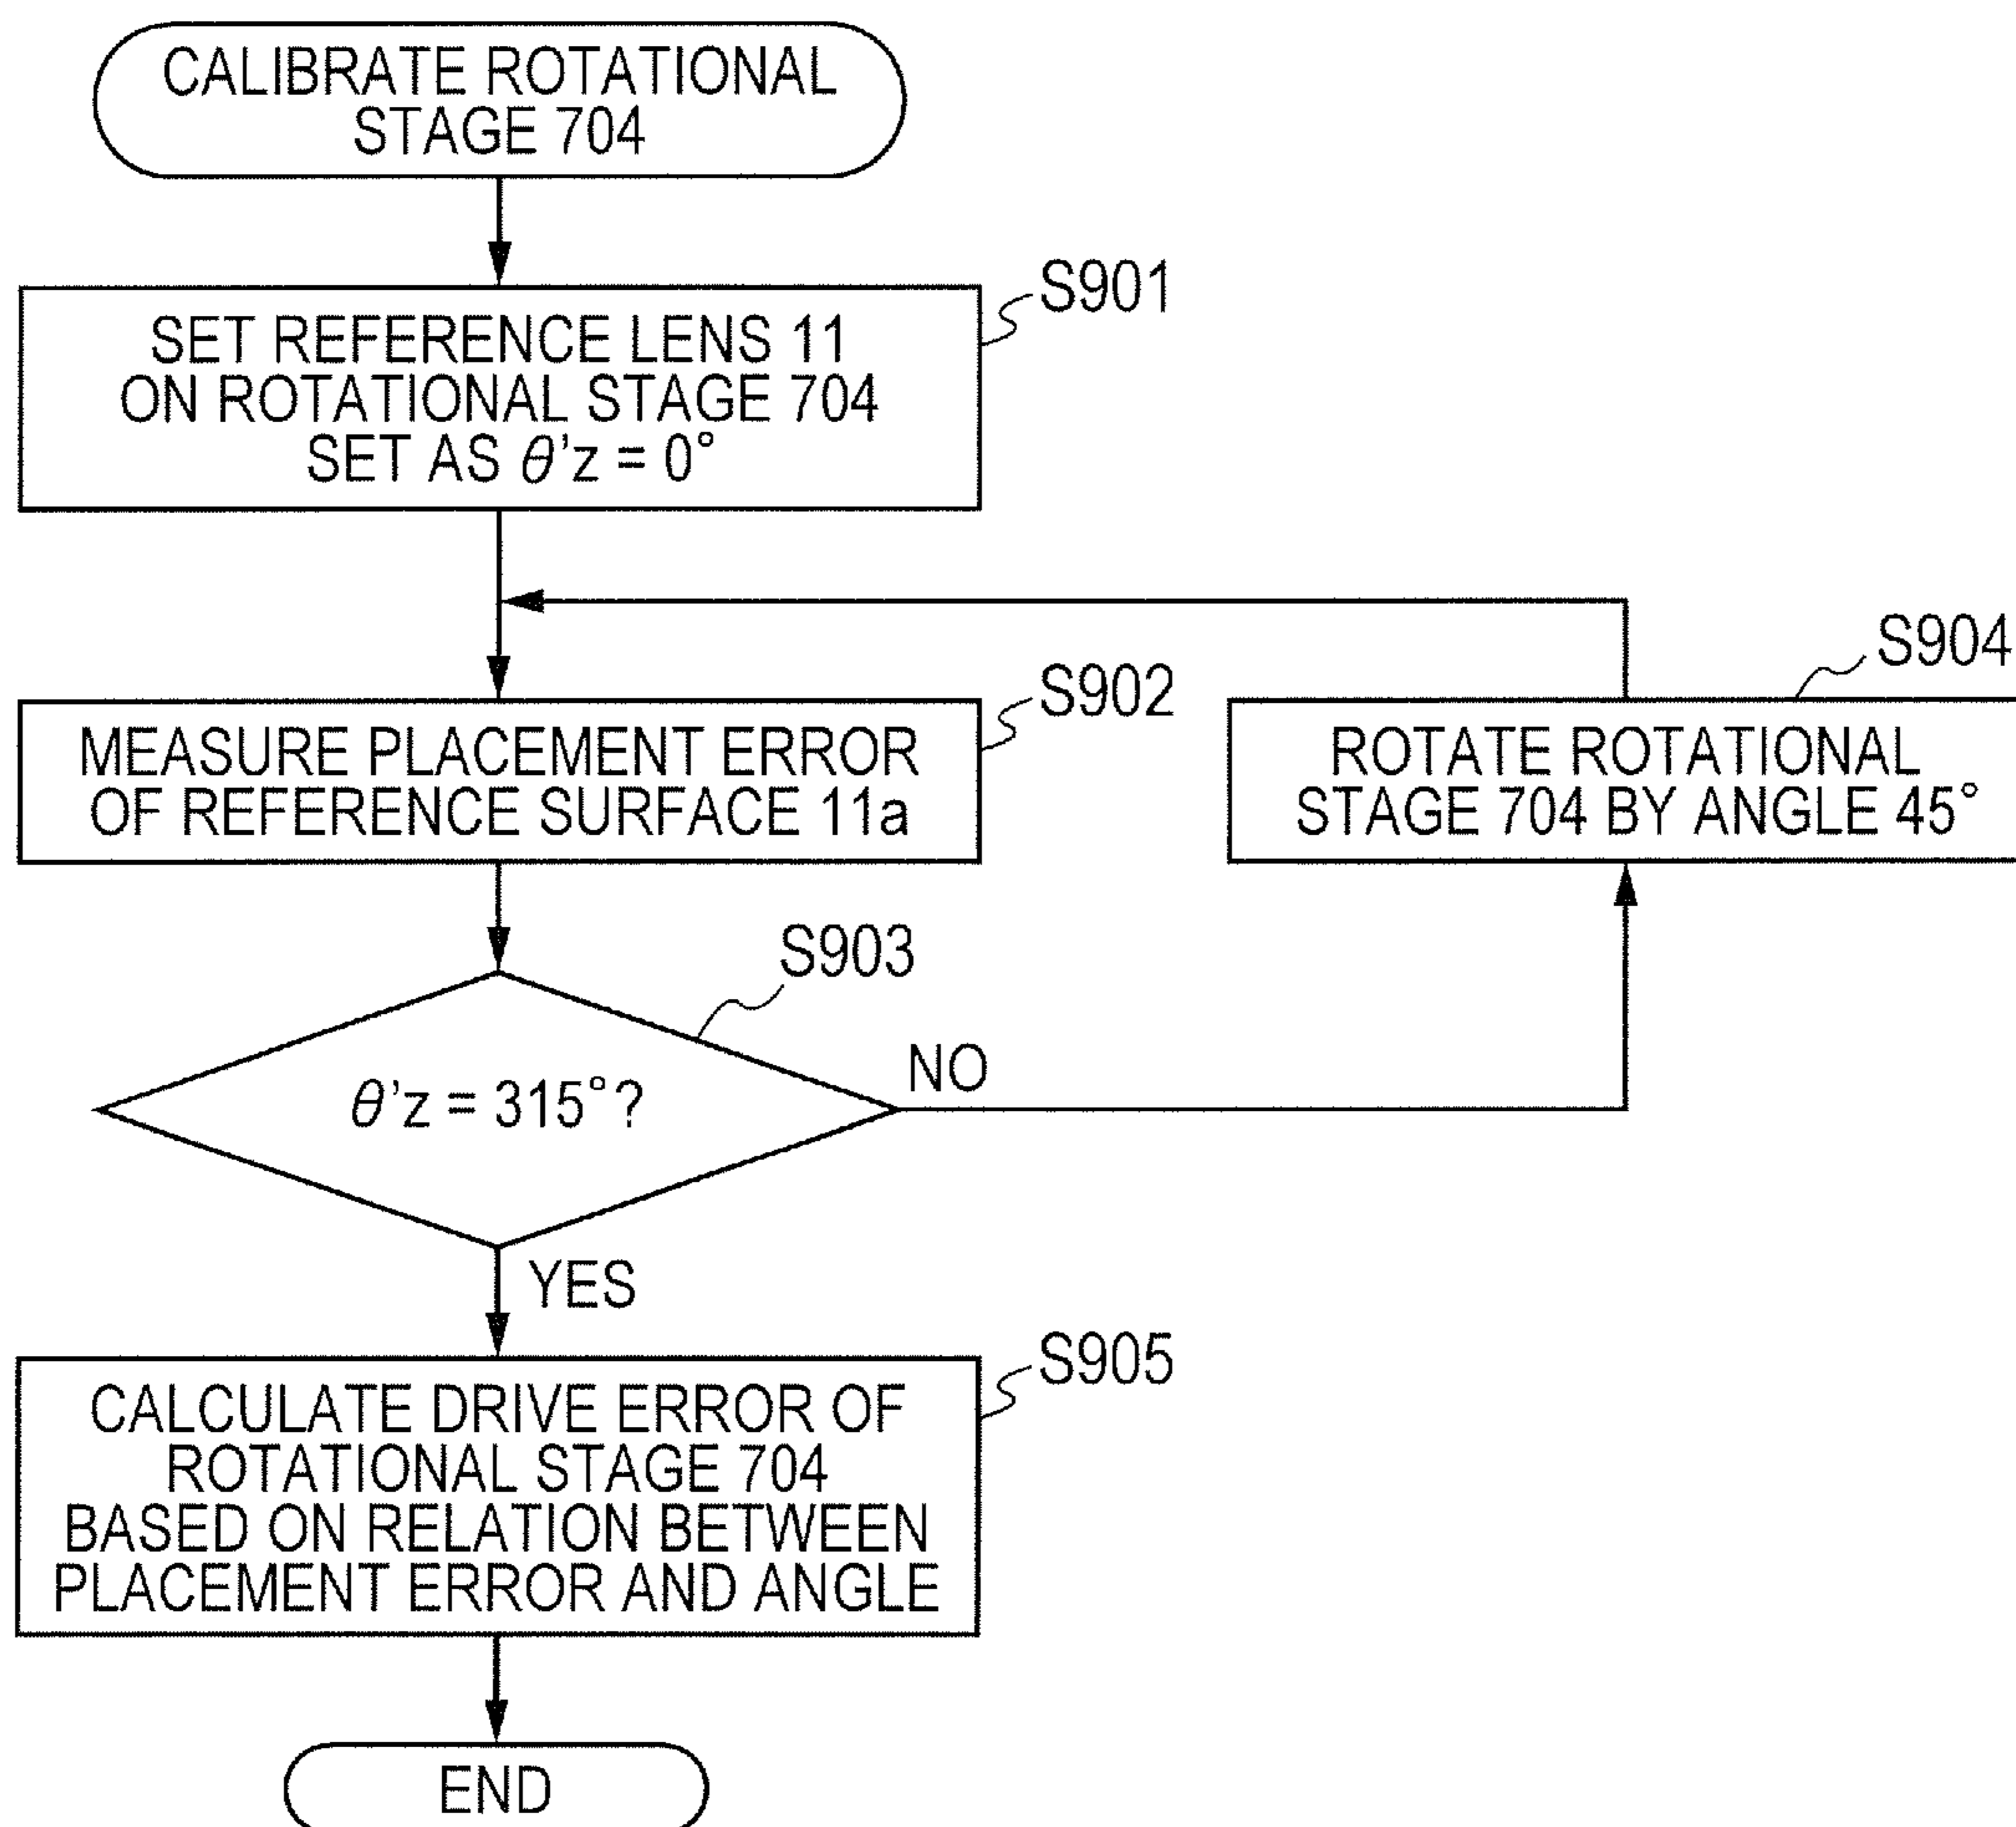 CALIBRATE ROTATIONAL
STAGE 704
S901
SET REFERENCE LENS 11
ON ROTATIONAL STAGE 704
SET AS θ'z = 0°
S902
MEASURE PLACEMENT ERROR
OF REFERENCE SURFACE 11a
S904
ROTATE ROTATIONAL
STAGE 704 BY ANGLE 45°
S903
θ'z = 315°?
NO
YES
S905
CALCULATE DRIVE ERROR OF
ROTATIONAL STAGE 704
BASED ON RELATION BETWEEN
PLACEMENT ERROR AND ANGLE
END